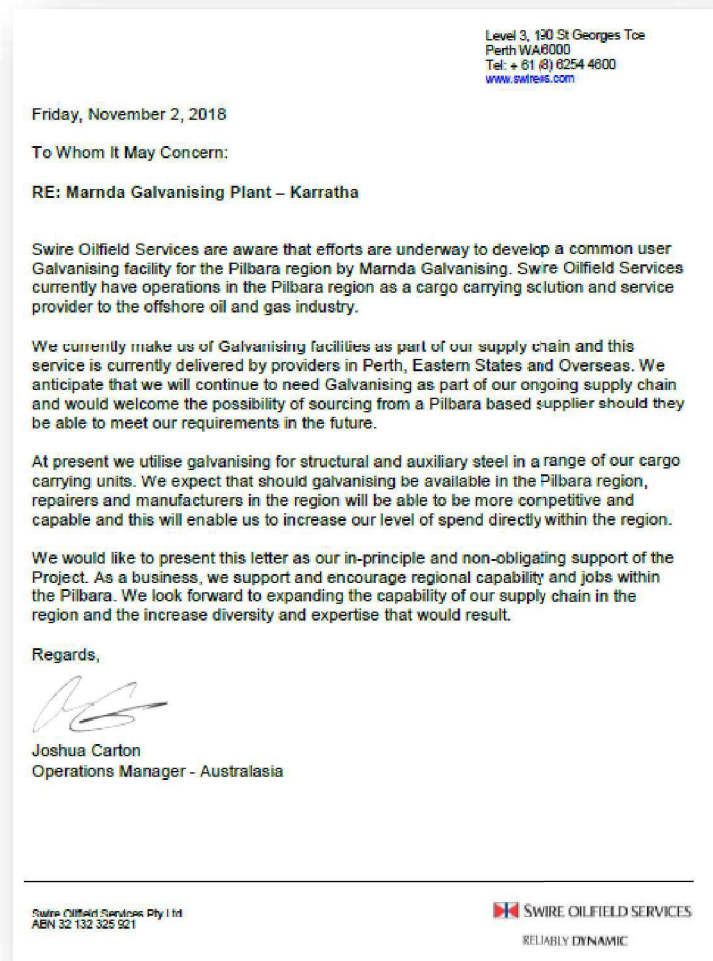 Level 3, 190 St Georges Tce
Perth WA6000
Tel: + 61 (8) 6254 4600
www.swireos.com
Friday, November 2, 2018
To Whom It May Concern:
RE: Marnda Galvanising Plant – Karratha
Swire Oilfield Services are aware that efforts are underway to develop a common user
Galvanising facility for the Pilbara region by Marnda Galvanising. Swire Oilfield Services
currently have operations in the Pilbara region as a cargo carrying solution and service
provider to the offshore oil and gas industry.
We currently make us of Galvanising facilities as part of our supply chain and this
service is currently delivered by providers in Perth, Eastern States and Overseas. We
anticipate that we will continue to need Galvanising as part of our ongoing supply chain
and would welcome the possibility of sourcing from a Pilbara based supplier should they
be able to meet our requirements in the future.
At present we utilise galvanising for structural and auxiliary steel in a range of our cargo
carrying units. We expect that should galvanising be available in the Pilbara region,
repairers and manufacturers in the region will be able to be more competitive and
capable and this will enable us to increase our level of spend directly within the region.
We would like to present this letter as our in-principle and non-obligating support of the
Project. As a business, we support and encourage regional capability and jobs within
the Pilbara. We look forward to expanding the capability of our supply chain in the
region and the increase diversity and expertise that would result.
Regards,
Joshua Carton
Operations Manager - Australasia
Swire Oilfield Services Pty Ltd
ABN 32 132 325 921
SWIRE OILFIELD SERVICES
RELIABLY DYNAMIC